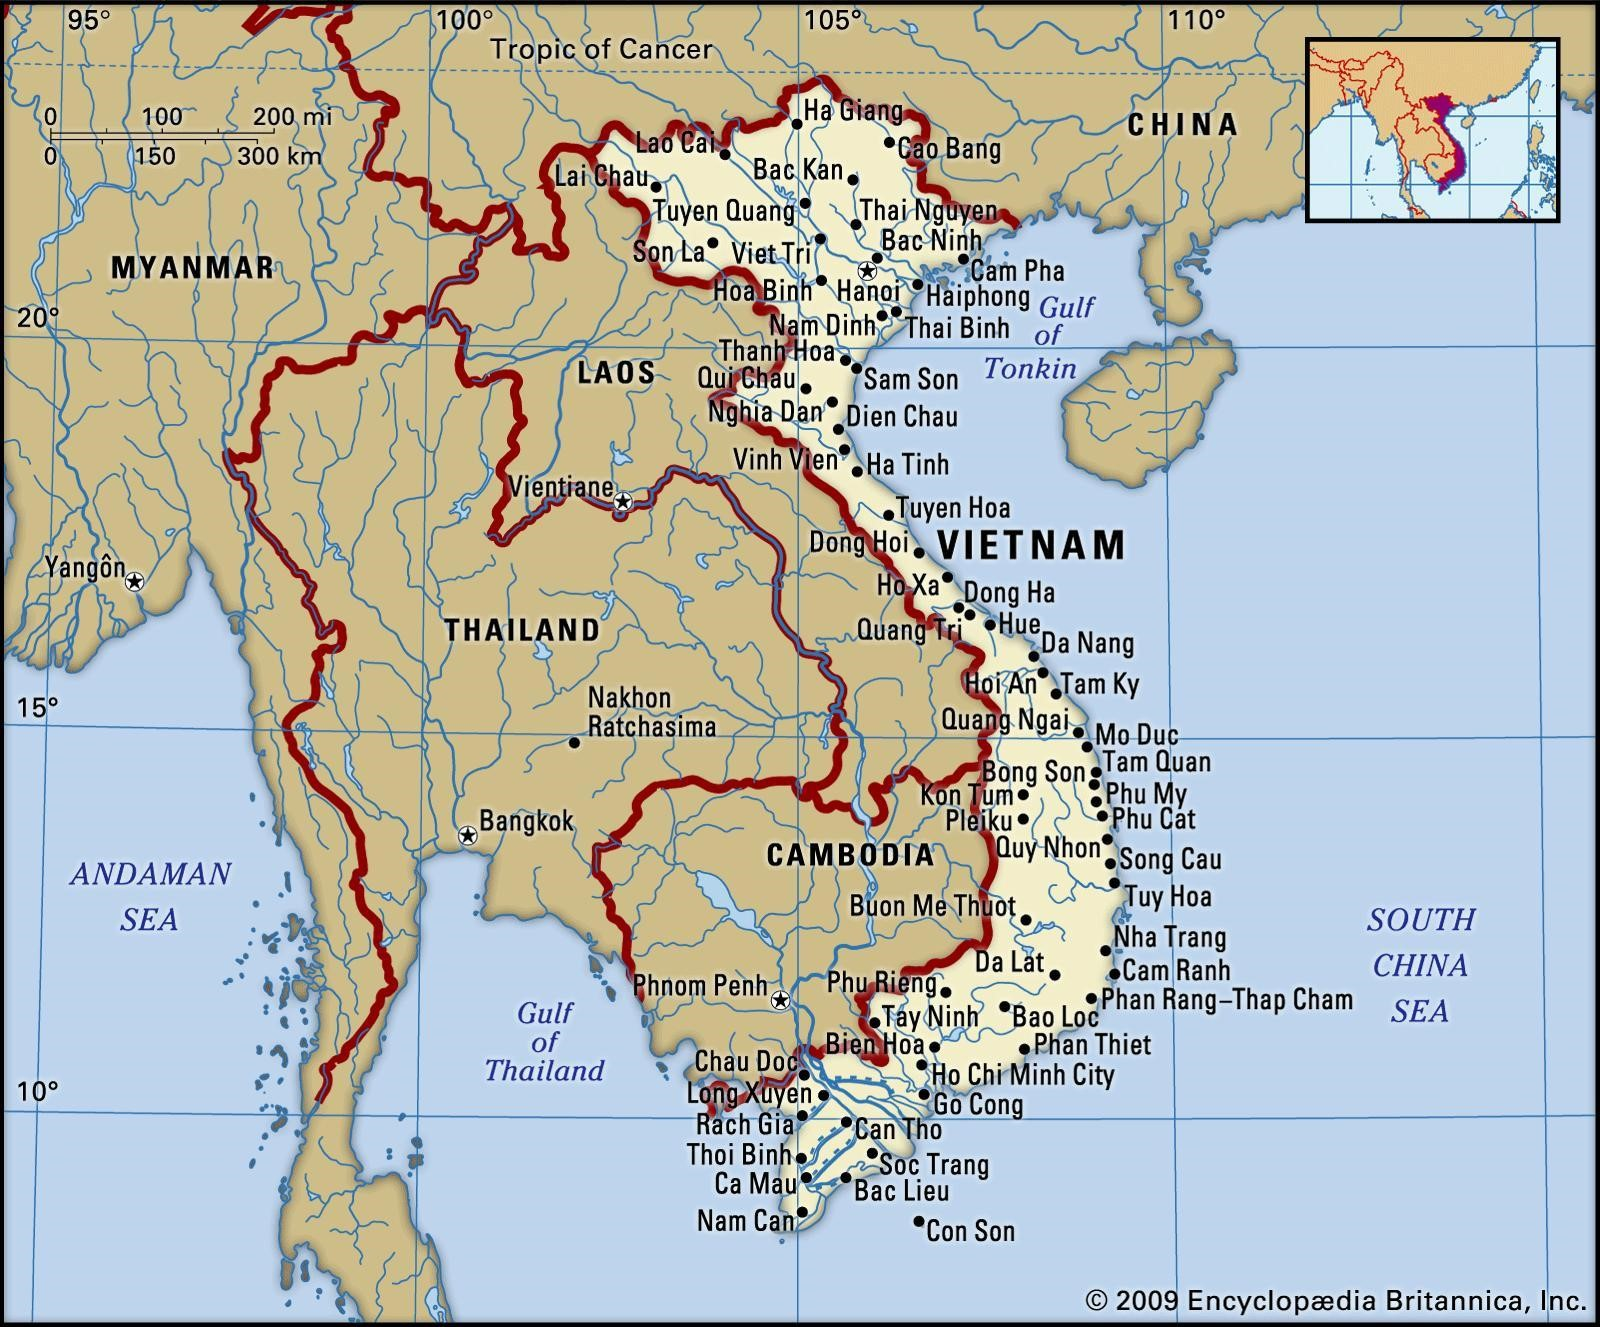 95°
100°
105°
110°
Tropic of Cancer
0 100 200 mi
0 150 300 km
CHINA
Ha Giang
Lao Cai
Cao Bang
Lai Chau
Bac Kan
Tuyen Quang
Thai Nguyen
Son La
Viet Tri
Bac Ninh
MYANMAR
Cam Pha
Hoa Binh
Hanoi
Haiphong
20°
Nam Dinh
Thai Binh
Gulf
of
Tonkin
Thanh Hoa
LAOS
Qui Chau
Sam Son
Nghia Dan
Dien Chau
Vinh Vien
Ha Tinh
Vientiane
Tuyen Hoa
Dong Hoi
VIETNAM
Yangôn
Ho Xa
Dong Ha
THAILAND
Quang Tri
Hue
Da Nang
Hoi An
Tam Ky
Nakhon
Ratchasima
15°
Quang Ngai
Mo Duc
Tam Quan
Bong Son
Kon Tum
Phu My
Pleiku
Phu Cat
Bangkok
CAMBODIA
Quy Nhon
Song Cau
ANDAMAN
SEA
Tuy Hoa
Buon Me Thuot
SOUTH
CHINA
SEA
Nha Trang
Da Lat
Cam Ranh
Phnom Penh
Phu Rieng
Phan Rang–Thap Cham
Gulf
of
Thailand
Tay Ninh
Bao Loc
Bien Hoa
Phan Thiet
Chau Doc
Ho Chi Minh City
10°
Long Xuyen
Go Cong
Rach Gia
Can Tho
Thoi Binh
Soc Trang
Ca Mau
Bac Lieu
Nam Can
Con Son
© 2009 Encyclopædia Britannica, Inc.